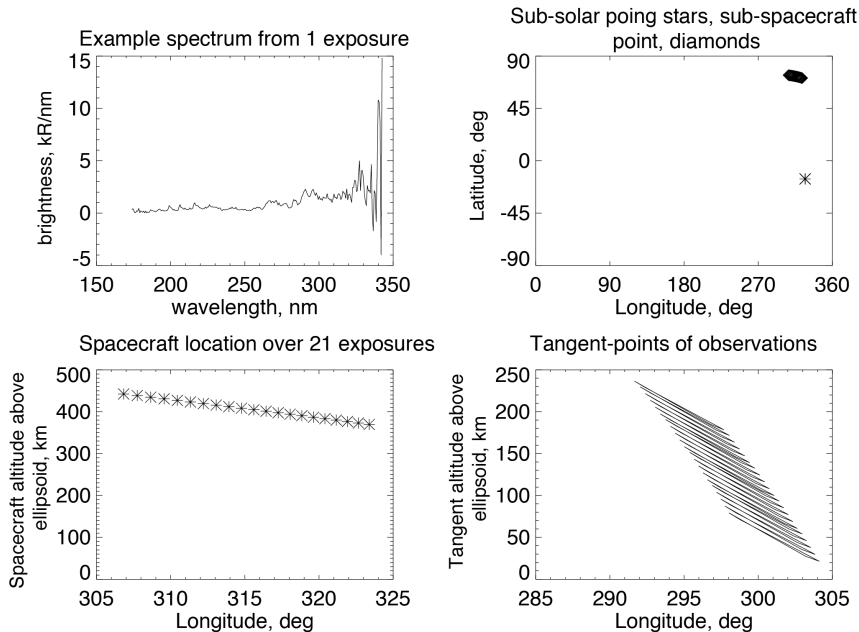 Example spectrum from 1 exposure
15
10
5
0
-5
150
200
250
300
350
brightness, kR/nm
wavelength, nm
Sub-solar poing stars, sub-spacecraft
point, diamonds
90
45
0
-45
-90
0
90
180
270
360
Latitude, deg
Longitude, deg
Spacecraft location over 21 exposures
500
400
300
200
100
0
305
310
315
320
325
Spacecraft altitude above
ellipsoid, km
Longitude, deg
Tangent-points of observations
250
200
150
100
50
0
285
290
295
300
305
Tangent altitude above
ellipsoid, km
Longitude, deg